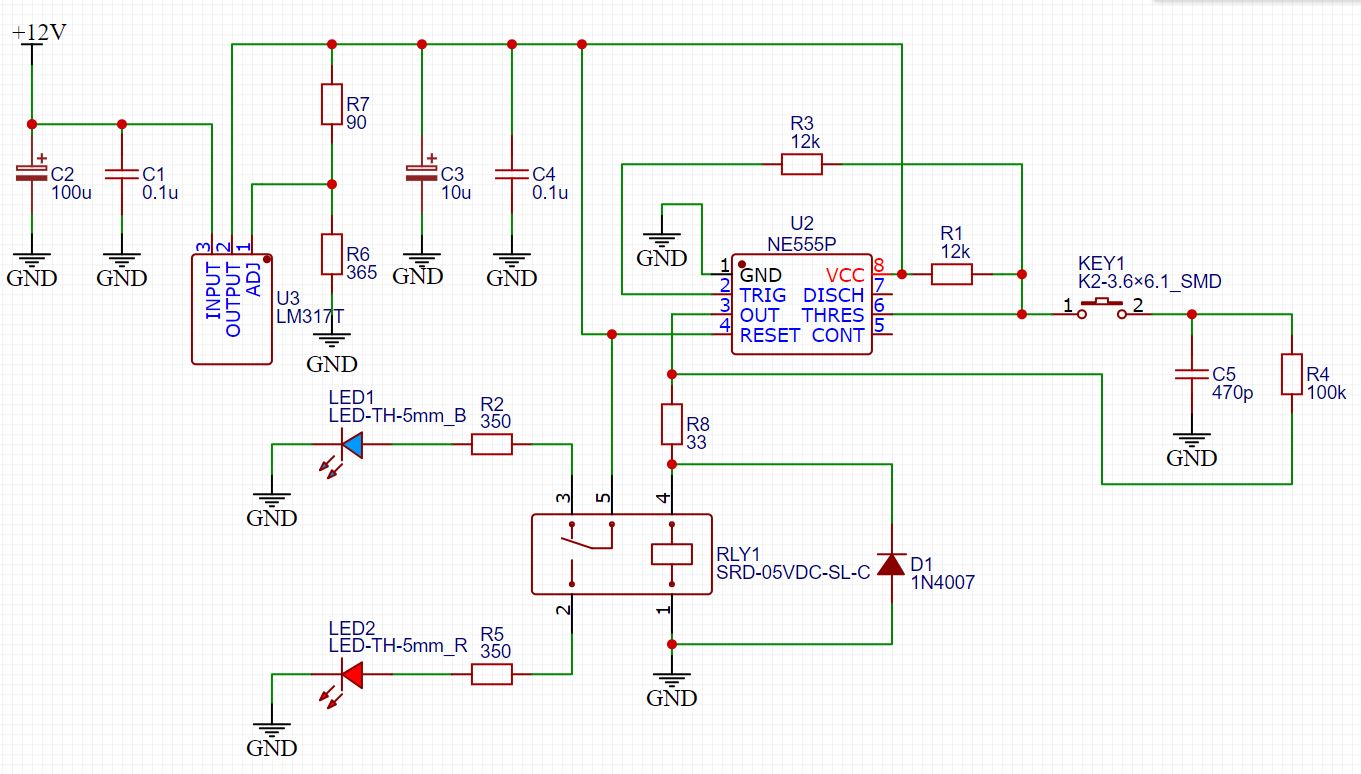 +12V
C2
100u
C1
0.1u
GND
GND
R7
90
C3
10u
C4
0.1u
GND
GND
R6
365
GND
3
2
1
INPUT
OUTPUT
ADJ
U3
LM317T
R3
12k
GND
U2
NE555P
1
2
3
4
GND
TRIG
OUT
RESET
VCC
DISCH
THRES
CONT
8
7
6
5
R1
12k
KEY1
K2-3.6×6.1_SMD
1
2
C5
470p
R4
100k
GND
LED1
LED-TH-5mm_B
R2
350
GND
R8
33
3
5
4
RLY1
SRD-05VDC-SL-C
D1
1N4007
2
1
LED2
LED-TH-5mm_R
R5
350
GND
GND